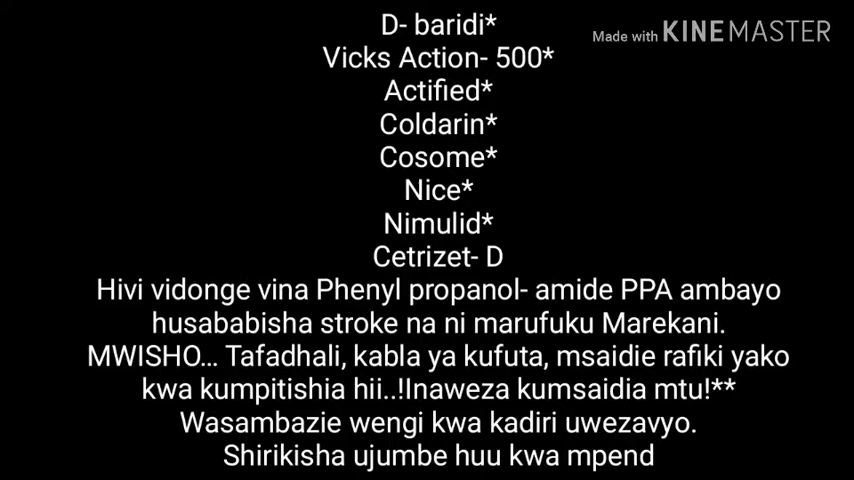 D- baridi*
Made with KINEMASTER
Vicks Action- 500*
Actified*
Coldarin*
Cosome*
Nice*
Nimulid*
Cetrizet- D
Hivi vidonge vina Phenyl propanol- amide PPA ambayo
husababisha stroke na ni marufuku Marekani.
MWISHO... Tafadhali, kabla ya kufuta, msaidie rafiki yako
kwa kumpitishia hii..!Inaweza kumsaidia mtu!**
Wasambazie wengi kwa kadiri uwezavyo.
Shirikisha ujumbe huu kwa mpend